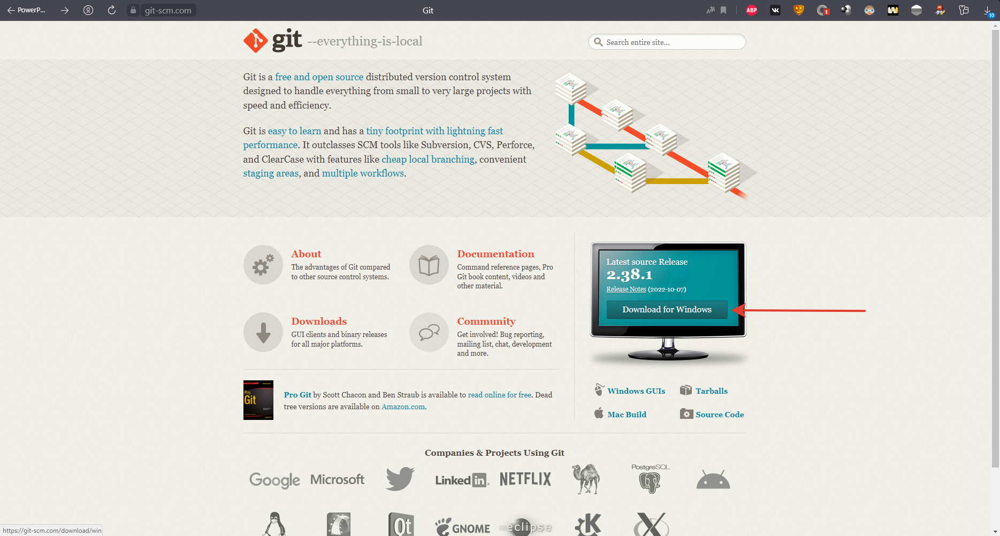 PowerP...
Я
git-scm.com
Git
ABP
1
10
git --everything-is-local
Search entire site...
Git is a free and open source distributed version control system
designed to handle everything from small to very large projects with
speed and efficiency.
Git is easy to learn and has a tiny footprint with lightning fast
performance. It outclasses SCM tools like Subversion, CVS, Perforce,
and ClearCase with features like cheap local branching, convenient
staging areas, and multiple workflows.
About
The advantages of Git compared
to other source control systems.
Documentation
Command reference pages, Pro
Git book content, videos and
other material.
Downloads
GUI clients and binary releases
for all major platforms.
Community
Get involved! Bug reporting,
mailing list, chat, development
and more.
Latest source Release
2.38.1
Release Notes (2022-10-07)
Download for Windows
Pro
Git
Pro Git by Scott Chacon and Ben Straub is available to read online for free. Dead
tree versions are available on Amazon.com.
Windows GUIs
Tarballs
Mac Build
Source Code
Companies & Projects Using Git
Google
Microsoft
Linked in
NETFLIX
PostgreSQL
Qt
GNOME
eclipse
K
X
https://git-scm.com/download/win